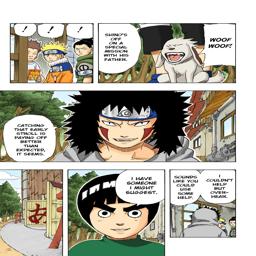 !
!
!
SHINO'S
OFF ON
A SPECIAL
MISSION WITH
HIS FATHER.
WOOF
WOOF!
CATCHING
THAT EARLY
STROLL IS
PAYING OFF
BETTER
THAN
EXPECTED,
IT SEEMS.
I HAVE
SOMEONE
I MIGHT
SUGGEST.
SOUNDS
LIKE YOU
COULD
USE
SOME
HELP.
I
COULDN'T
HELP
BUT
OVER-
HEAR.